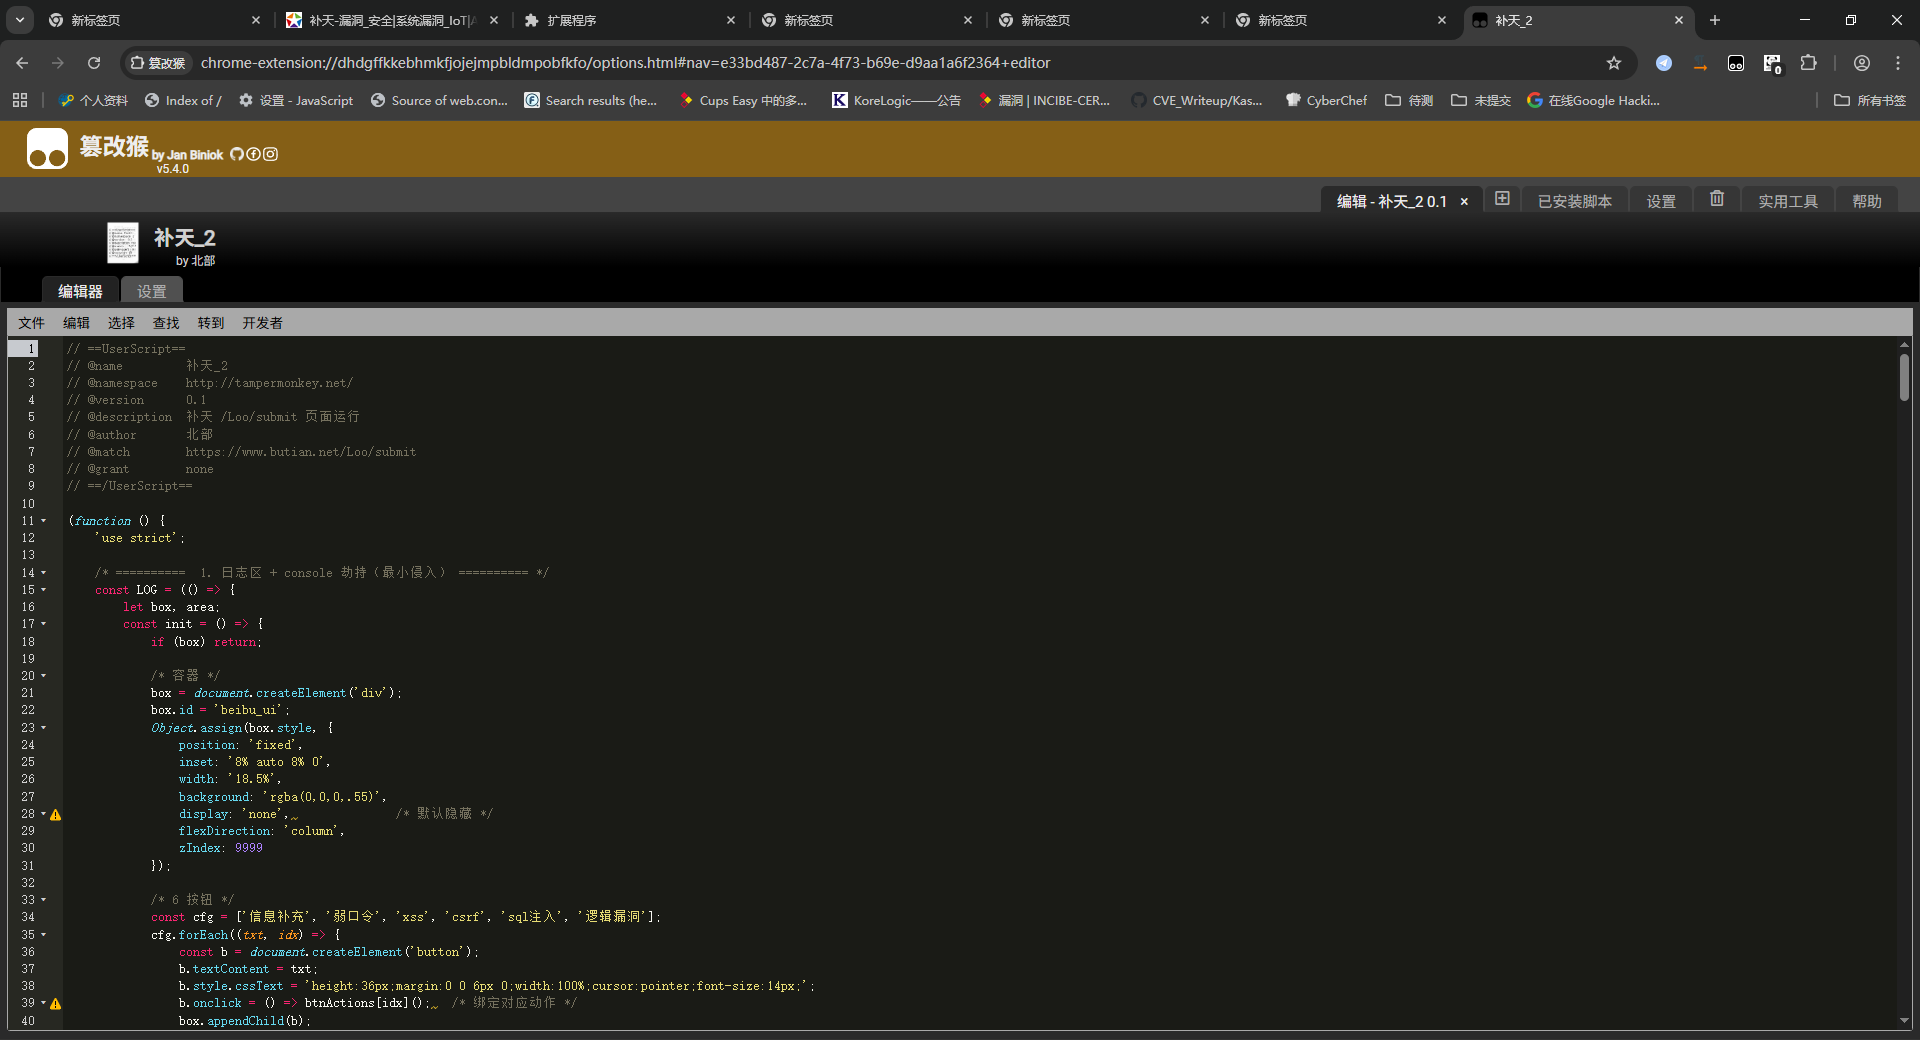 新标签页
补天-漏洞_安全|系统漏洞_IoT|
扩展程序
新标签页
新标签页
新标签页
补天_2
篡改猴
chrome-extension://dhdgffkkebhmkfjojejmpbldmpobfkfo/options.html#nav=e33bd487-2c7a-4f73-b69e-d9aa1a6f2364+editor
0
个人资料
Index of /
设置 - JavaScript
Source of web.con...
Search results (he...
Cups Easy 中的多...
KoreLogic——公告
漏洞 | INCIBE-CER...
CVE_Writeup/Kas...
CyberChef
待测
未提交
在线Google Hacki...
所有书签
篡改猴 by Jan Biniok
v5.4.0
编辑 - 补天_2 0.1
已安装脚本
设置
实用工具
帮助
补天_2
by 北部
编辑器
设置
文件 编辑 选择 查找 转到 开发者
1 // ==UserScript==
2 // @name 补天_2
3 // @namespace http://tampermonkey.net/
4 // @version 0.1
5 // @description 补天 /Loo/submit 页面运行
6 // @author 北部
7 // @match https://www.butian.net/Loo/submit
8 // @grant none
9 // ==/UserScript==
10
11 (function () {
12 'use strict';
13
14 /* ========== 1. 日志区 + console 劫持（最小侵入） ========== */
15 const LOG = (() => {
16 let box, area;
17 const init = () => {
18 if (box) return;
19
20 /* 容器 */
21 box = document.createElement('div');
22 box.id = 'beibu_ui';
23 Object.assign(box.style, {
24 position: 'fixed',
25 inset: '8% auto 8% 0',
26 width: '18.5%',
27 background: 'rgba(0,0,0,.55)',
28 display: 'none', /* 默认隐藏 */
29 flexDirection: 'column',
30 zIndex: 9999
31 });
32
33 /* 6 按钮 */
34 const cfg = ['信息补充', '弱口令', 'xss', 'csrf', 'sql注入', '逻辑漏洞'];
35 cfg.forEach((txt, idx) => {
36 const b = document.createElement('button');
37 b.textContent = txt;
38 b.style.cssText = 'height:36px;margin:0 0 6px 0;width:100%;cursor:pointer;font-size:14px;';
39 b.onclick = () => btnActions[idx](); /* 绑定对应动作 */
40 box.appendChild(b);